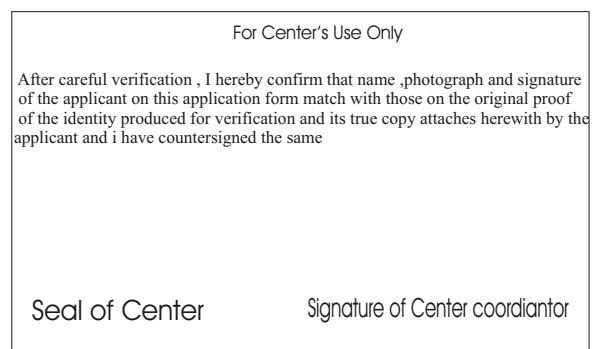 For Center's Use Only
After careful verification , I hereby confirm that name ,photograph and signature
of the applicant on this application form match with those on the original proof
of the identity produced for verification and its true copy attaches herewith by the
applicant and i have countersigned the same
Seal of Center
Signature of Center coordiantor